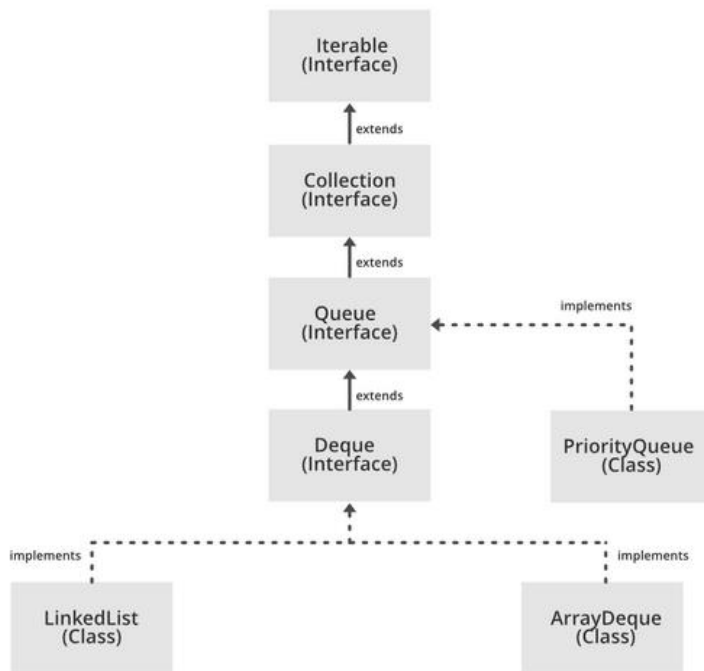 Iterable
(Interface)
extends
Collection
(Interface)
extends
Queue
(Interface)
implements
extends
Deque
(Interface)
PriorityQueue
(Class)
implements
implements
LinkedList
(Class)
ArrayDeque
(Class)